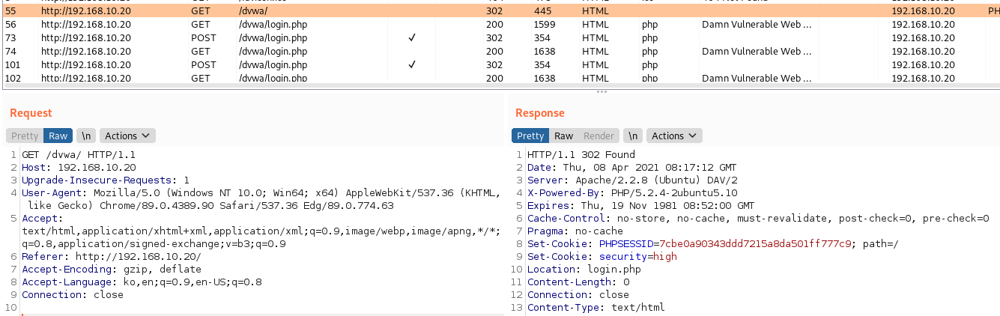 55 http://192.168.10.20 GET /dvwa/ 302 445 HTML 192.168.10.20 PH
56 http://192.168.10.20 GET /dvwa/login.php 200 1599 HTML php Damn Vulnerable Web ... 192.168.10.20
73 http://192.168.10.20 POST /dvwa/login.php ✓ 302 354 HTML php 192.168.10.20
74 http://192.168.10.20 GET /dvwa/login.php 200 1638 HTML php Damn Vulnerable Web ... 192.168.10.20
101 http://192.168.10.20 POST /dvwa/login.php ✓ 302 354 HTML php 192.168.10.20
102 http://192.168.10.20 GET /dvwa/login.php 200 1638 HTML php Damn Vulnerable Web ... 192.168.10.20
Request
Pretty Raw \n Actions
1 GET /dvwa/ HTTP/1.1
2 Host: 192.168.10.20
3 Upgrade-Insecure-Requests: 1
4 User-Agent: Mozilla/5.0 (Windows NT 10.0; Win64; x64) AppleWebKit/537.36 (KHTML,
like Gecko) Chrome/89.0.4389.90 Safari/537.36 Edg/89.0.774.63
5 Accept:
text/html,application/xhtml+xml,application/xml;q=0.9,image/webp,image/apng,*/*;
q=0.8,application/signed-exchange;v=b3;q=0.9
6 Referer: http://192.168.10.20/
7 Accept-Encoding: gzip, deflate
8 Accept-Language: ko,en;q=0.9,en-US;q=0.8
9 Connection: close
10
Response
Pretty Raw Render \n Actions
1 HTTP/1.1 302 Found
2 Date: Thu, 08 Apr 2021 08:17:12 GMT
3 Server: Apache/2.2.8 (Ubuntu) DAV/2
4 X-Powered-By: PHP/5.2.4-2ubuntu5.10
5 Expires: Thu, 19 Nov 1981 08:52:00 GMT
6 Cache-Control: no-store, no-cache, must-revalidate, post-check=0, pre-check=0
7 Pragma: no-cache
8 Set-Cookie: PHPSESSID=7cbe0a90343ddd7215a8da501ff777c9; path=/
9 Set-Cookie: security=high
10 Location: login.php
11 Content-Length: 0
12 Connection: close
13 Content-Type: text/html